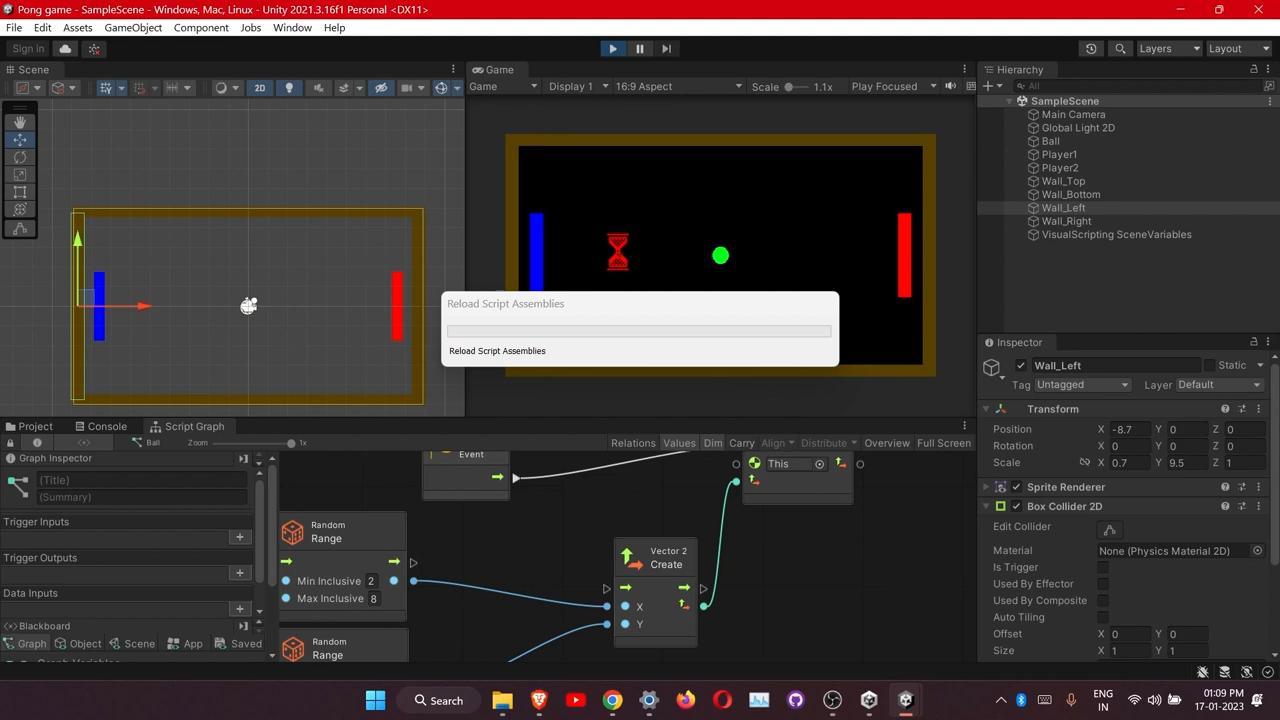 Pong game - SampleScene - Windows, Mac, Linux - Unity 2021.3.16f1 Personal <DX11>
File Edit Assets GameObject Component Jobs Window Help
Sign in Layers Layout
Scene
2D
Game
Game Display 1 16:9 Aspect Scale 1.1x Play Focused
Hierarchy
All
SampleScene
Main Camera
Global Light 2D
Ball
Player1
Player2
Wall_Top
Wall_Bottom
Wall_Left
Wall_Right
VisualScripting SceneVariables
Reload Script Assemblies
Reload Script Assemblies
Inspector
Wall_Left Static
Tag Untagged Layer Default
Transform
Position X -8.7 Y 0 Z 0
Rotation X 0 Y 0 Z 0
Scale X 0.7 Y 9.5 Z 1
Sprite Renderer
Box Collider 2D
Edit Collider
Material None (Physics Material 2D)
Is Trigger
Used By Effector
Used By Composite
Auto Tiling
Offset X 0 Y 0
Size X 1 Y 1
Project Console Script Graph
<x> Ball Zoom 1x Relations Values Dim Carry Align Distribute Overview Full Screen
Graph Inspector
(Title)
(Summary)
Trigger Inputs
Trigger Outputs
Data Inputs
Blackboard
Graph Object Scene App Saved
Graph Variables
Event
This
Random
Range
Min Inclusive 2
Max Inclusive 8
Random
Range
Vector 2
Create
X
Y
Search
ENG
IN
01:09 PM
17-01-2023